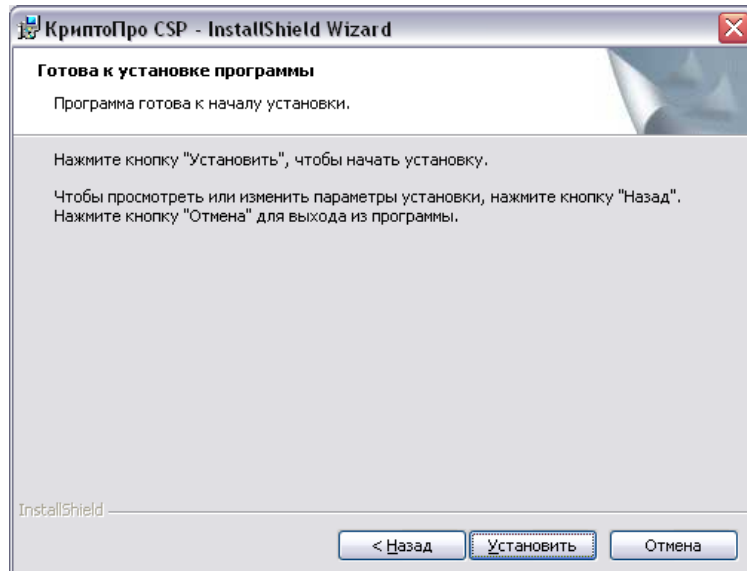 КриптоПро CSP - InstallShield Wizard
Готова к установке программы
Программа готова к началу установки.
Нажмите кнопку "Установить", чтобы начать установку.
Чтобы просмотреть или изменить параметры установки, нажмите кнопку "Назад".
Нажмите кнопку "Отмена" для выхода из программы.
InstallShield
< Назад Установить Отмена